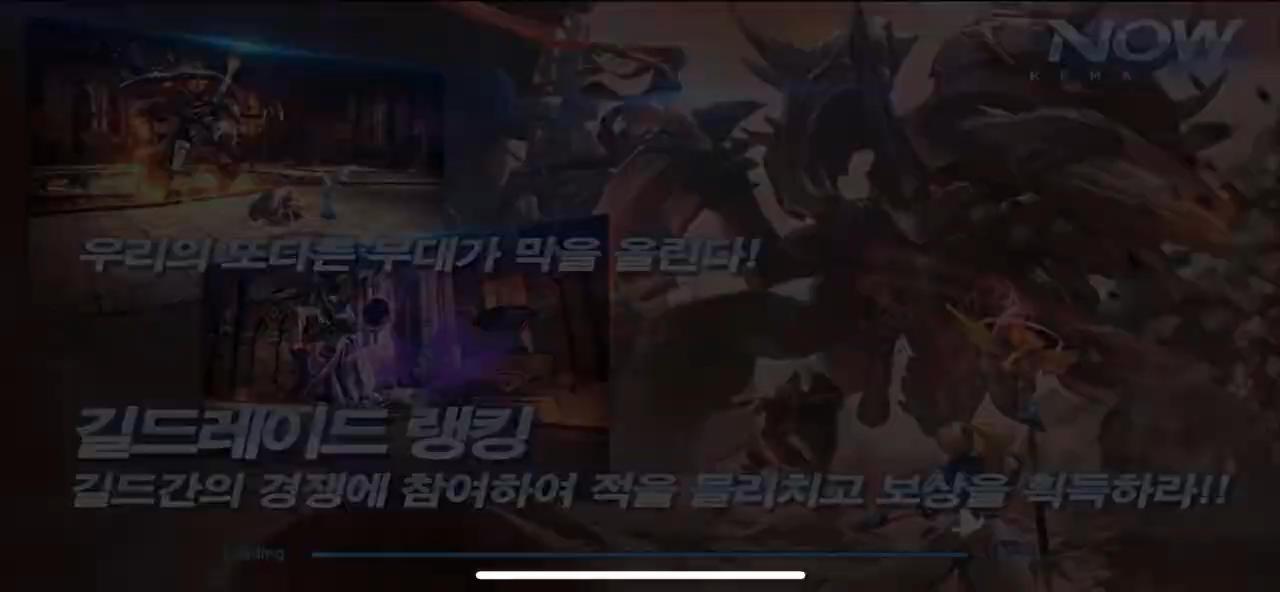 NOW
우리의 또다른 무대가 막을 올린다!
길드레이드 랭킹
길드간의 경쟁에 참여하여 적을 물리치고 보상을 획득하라!!
Loading